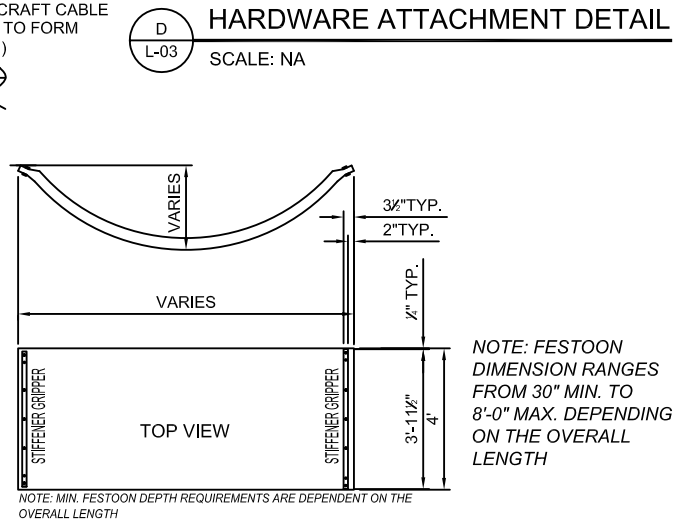 CRAFT CABLE
TO FORM
)
D
L-03
HARDWARE ATTACHMENT DETAIL
SCALE: NA
VARIES
3½"TYP.
2"TYP.
VARIES
¼" TYP.
STIFFENER GRIPPER
TOP VIEW
STIFFENER GRIPPER
3'-11½"
4'
NOTE: FESTOON
DIMENSION RANGES
FROM 30" MIN. TO
8'-0" MAX. DEPENDING
ON THE OVERALL
LENGTH
NOTE: MIN. FESTOON DEPTH REQUIREMENTS ARE DEPENDENT ON THE
OVERALL LENGTH